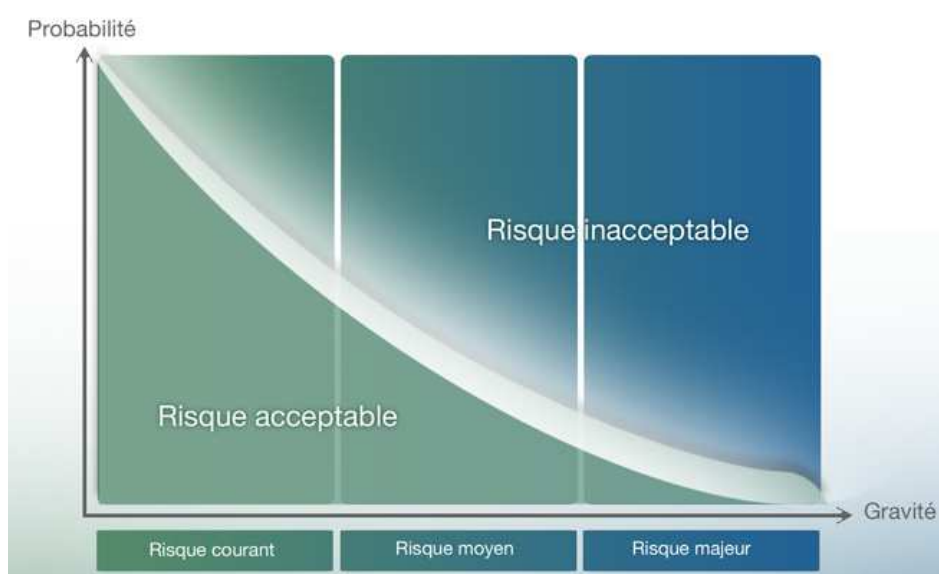 Probabilité
Risque inacceptable
Risque acceptable
Gravité
Risque courant
Risque moyen
Risque majeur